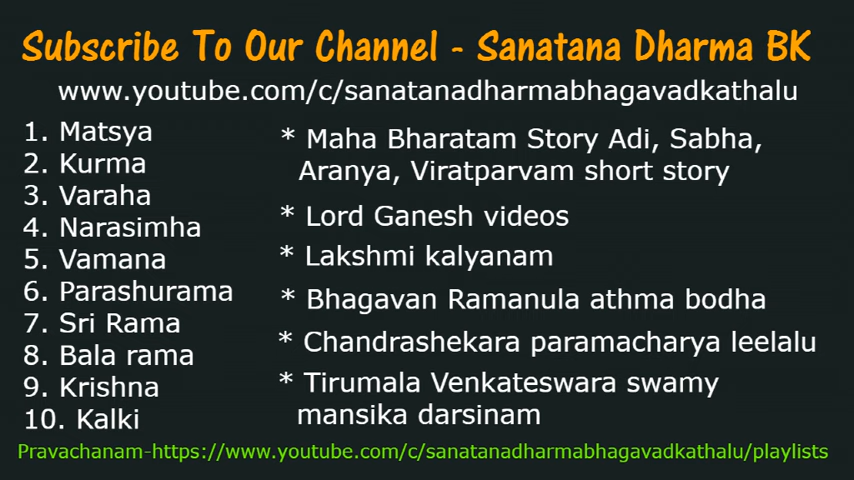 Subscribe To Our Channel - Sanatana Dharma BK
www.youtube.com/c/sanatanadharmabhagavadkathalu
1. Matsya
2. Kurma
3. Varaha
4. Narasimha
5. Vamana
6. Parashurama
7. Sri Rama
8. Bala rama
9. Krishna
10. Kalki
* Maha Bharatam Story Adi, Sabha,
Aranya, Viratparvam short story
* Lord Ganesh videos
* Lakshmi kalyanam
* Bhagavan Ramanula athma bodha
* Chandrashekara paramacharya leelalu
* Tirumala Venkateswara swamy
mansika darsinam
Pravachanam-https://www.youtube.com/c/sanatanadharmabhagavadkathalu/playlists